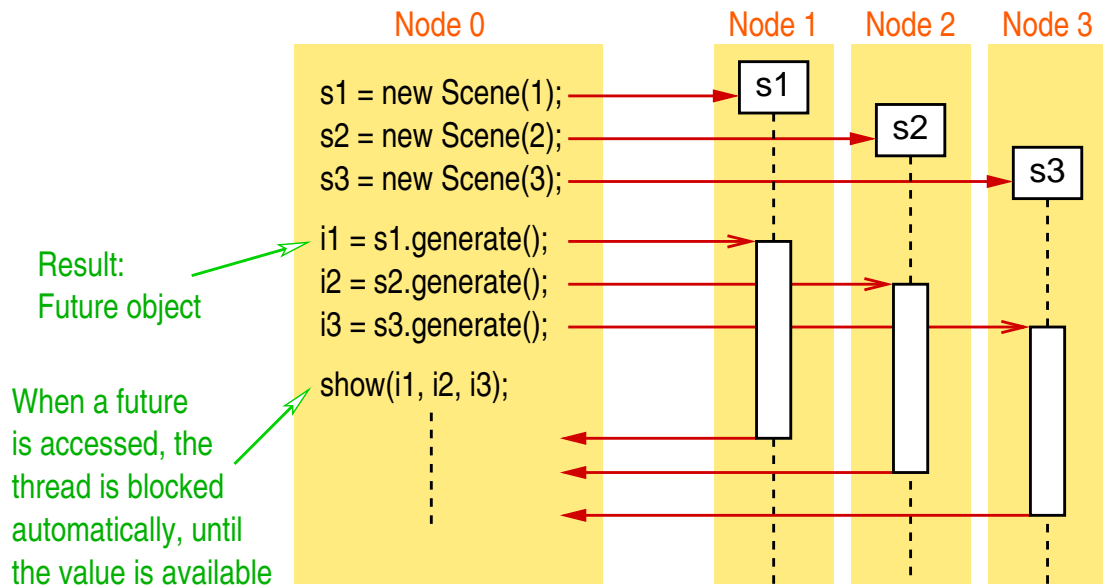 Node 0
Node 1
Node 2
Node 3
s1 = new Scene(1);
s2 = new Scene(2);
s3 = new Scene(3);
s1
s2
s3
i1 = s1.generate();
i2 = s2.generate();
i3 = s3.generate();
Result:
Future object
show(i1, i2, i3);
When a future
is accessed, the
thread is blocked
automatically, until
the value is available